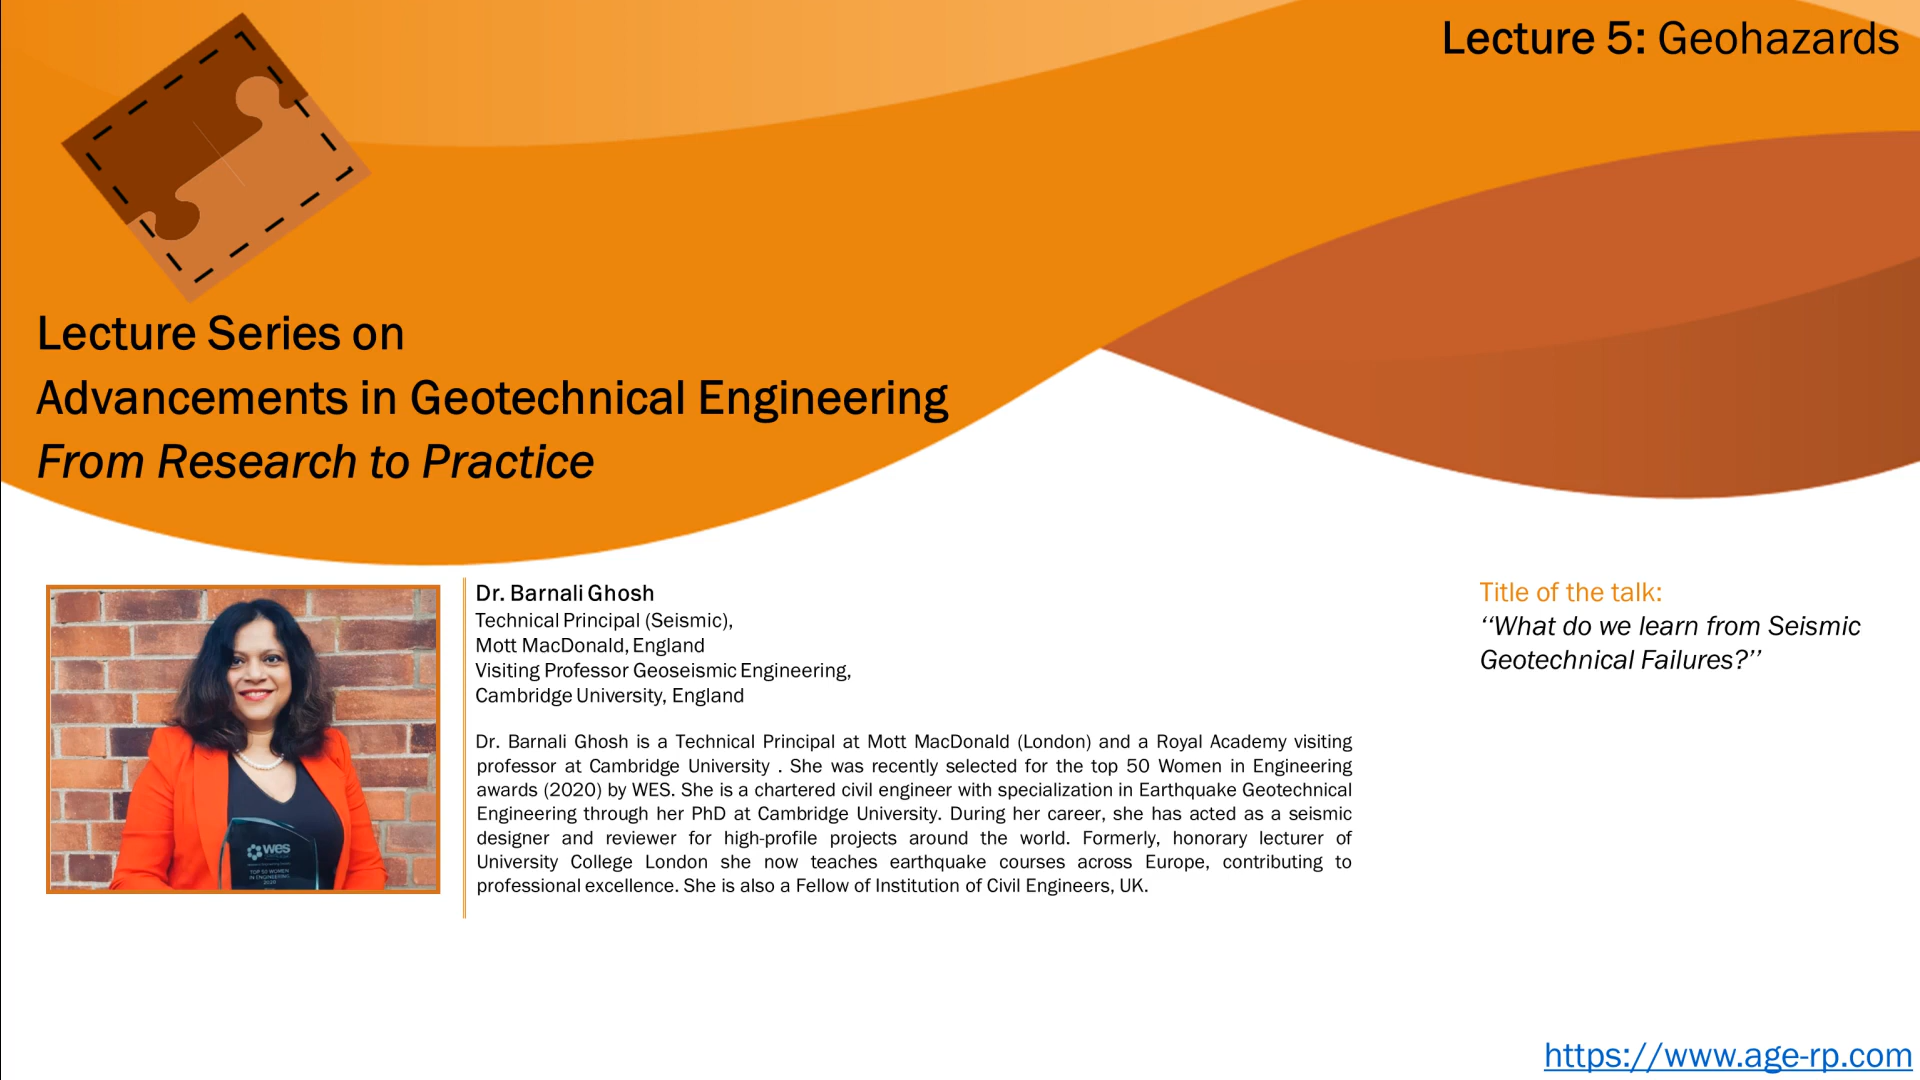 Lecture 5: Geohazards
Lecture Series on
Advancements in Geotechnical Engineering
From Research to Practice
Dr. Barnali Ghosh
Technical Principal (Seismic),
Mott MacDonald, England
Visiting Professor Geoseismic Engineering,
Cambridge University, England
Dr. Barnali Ghosh is a Technical Principal at Mott MacDonald (London) and a Royal Academy visiting
professor at Cambridge University . She was recently selected for the top 50 Women in Engineering
awards (2020) by WES. She is a chartered civil engineer with specialization in Earthquake Geotechnical
Engineering through her PhD at Cambridge University. During her career, she has acted as a seismic
designer and reviewer for high-profile projects around the world. Formerly, honorary lecturer of
University College London she now teaches earthquake courses across Europe, contributing to
professional excellence. She is also a Fellow of Institution of Civil Engineers, UK.
Title of the talk:
‘‘What do we learn from Seismic
Geotechnical Failures?’’
wes
TOP 50 WOMEN
IN ENGINEERING
2020
https://www.age-rp.com